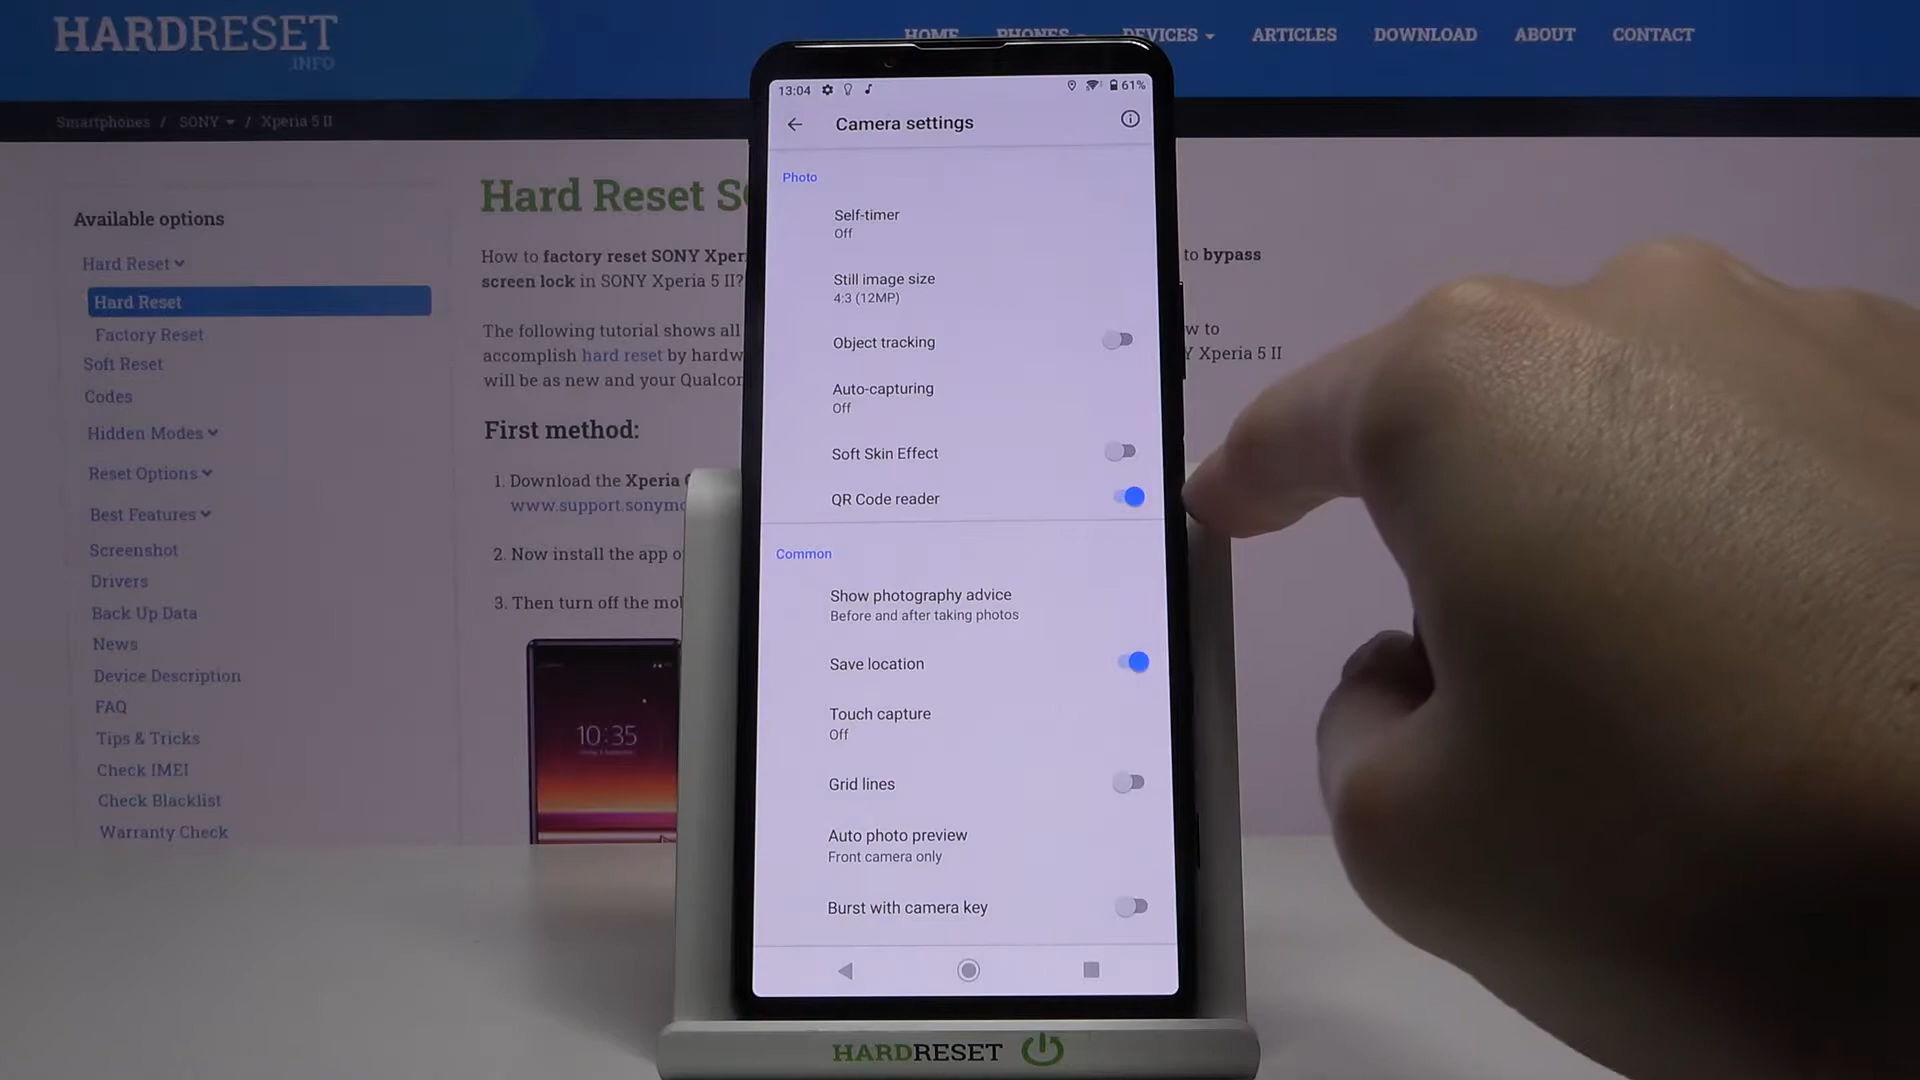 HARDRESET
.INFO
HOME PHONES DEVICES ARTICLES DOWNLOAD ABOUT CONTACT
Smartphones / SONY / Xperia 5 II
Available options
Hard Reset
Hard Reset
Factory Reset
Soft Reset
Codes
Hidden Modes
Reset Options
Best Features
Screenshot
Drivers
Back Up Data
News
Device Description
FAQ
Tips & Tricks
Check IMEI
Check Blacklist
Warranty Check
Hard Reset
How to factory reset SONY
to bypass
screen lock in SONY Xperia 5 II?
The following tutorial shows all
to
accomplish hard reset by
Xperia 5 II
will be as new and your
First method:
1. Download the Xperia
www.support.
2. Now install the app
3. Then turn off the
10:35
13:04 61%
Camera settings
Photo
Self-timer
Off
Still image size
4:3 (12MP)
Object tracking
Auto-capturing
Off
Soft Skin Effect
QR Code reader
Common
Show photography advice
Before and after taking photos
Save location
Touch capture
Off
Grid lines
Auto photo preview
Front camera only
Burst with camera key
HARDRESET